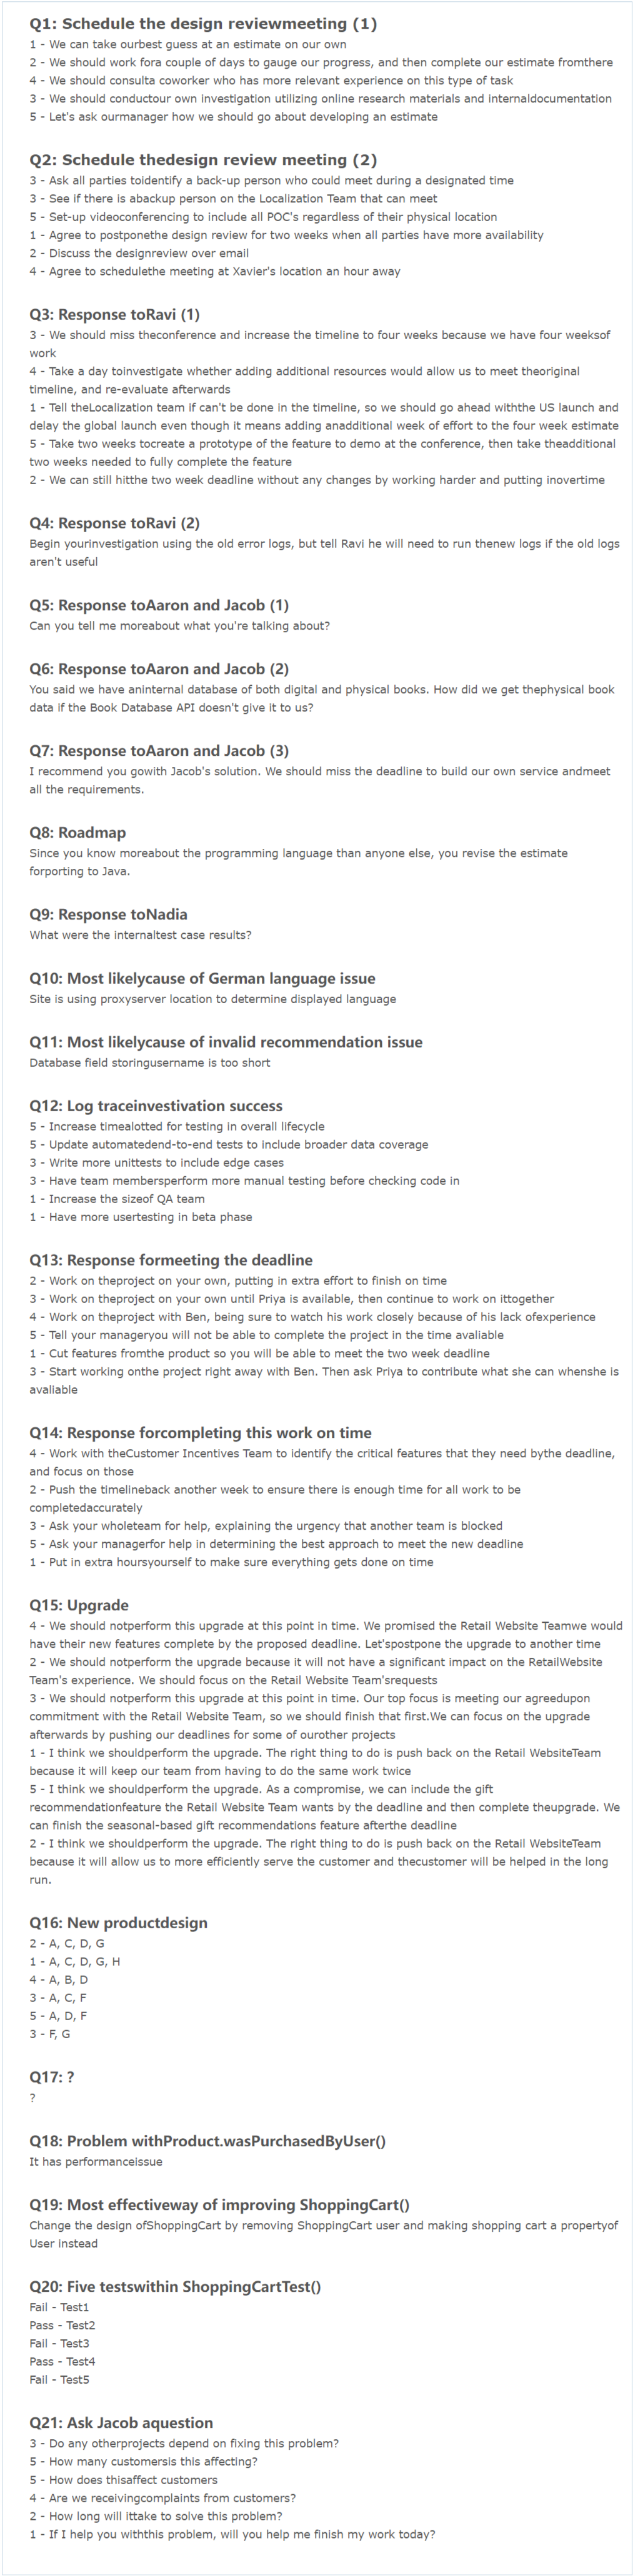 Q1: Schedule the design reviewmeeting (1)
1 - We can take ourbest guess at an estimate on our own
2 - We should work fora couple of days to gauge our progress, and then complete our estimate fromthere
4 - We should consulta coworker who has more relevant experience on this type of task
3 - We should conductour own investigation utilizing online research materials and internaldocumentation
5 - Let's ask ourmanager how we should go about developing an estimate
Q2: Schedule thedesign review meeting (2)
3 - Ask all parties toidentify a back-up person who could meet during a designated time
3 - See if there is abackup person on the Localization Team that can meet
5 - Set-up videoconferencing to include all POC's regardless of their physical location
1 - Agree to postponethe design review for two weeks when all parties have more availability
2 - Discuss the designreview over email
4 - Agree to schedulethe meeting at Xavier's location an hour away
Q3: Response toRavi (1)
3 - We should miss theconference and increase the timeline to four weeks because we have four weeksof
work
4 - Take a day toinvestigate whether adding additional resources would allow us to meet theoriginal
timeline, and re-evaluate afterwards
1 - Tell theLocalization team if can't be done in the timeline, so we should go ahead withthe US launch and
delay the global launch even though it means adding anadditional week of effort to the four week estimate
5 - Take two weeks tocreate a prototype of the feature to demo at the conference, then take theadditional
two weeks needed to fully complete the feature
2 - We can still hitthe two week deadline without any changes by working harder and putting inovertime
Q4: Response toRavi (2)
Begin yourinvestigation using the old error logs, but tell Ravi he will need to run thenew logs if the old logs
aren't useful
Q5: Response toAaron and Jacob (1)
Can you tell me moreabout what you're talking about?
Q6: Response toAaron and Jacob (2)
You said we have aninternal database of both digital and physical books. How did we get thephysical book
data if the Book Database API doesn't give it to us?
Q7: Response toAaron and Jacob (3)
I recommend you gowith Jacob's solution. We should miss the deadline to build our own service andmeet
all the requirements.
Q8: Roadmap
Since you know moreabout the programming language than anyone else, you revise the estimate
forporting to Java.
Q9: Response toNadia
What were the internaltest case results?
Q10: Most likelycause of German language issue
Site is using proxyserver location to determine displayed language
Q11: Most likelycause of invalid recommendation issue
Database field storingusername is too short
Q12: Log traceinvestivation success
5 - Increase timealotted for testing in overall lifecycle
5 - Update automatedend-to-end tests to include broader data coverage
3 - Write more unittests to include edge cases
3 - Have team membersperform more manual testing before checking code in
1 - Increase the sizeof QA team
1 - Have more usertesting in beta phase
Q13: Response formeeting the deadline
2 - Work on theproject on your own, putting in extra effort to finish on time
3 - Work on theproject on your own until Priya is available, then continue to work on ittogether
4 - Work on theproject with Ben, being sure to watch his work closely because of his lack ofexperience
5 - Tell your manageryou will not be able to complete the project in the time avaliable
1 - Cut features fromthe product so you will be able to meet the two week deadline
3 - Start working onthe project right away with Ben. Then ask Priya to contribute what she can whenshe is
avaliable
Q14: Response forcompleting this work on time
4 - Work with theCustomer Incentives Team to identify the critical features that they need bythe deadline,
and focus on those
2 - Push the timelineback another week to ensure there is enough time for all work to be
completedaccurately
3 - Ask your wholeteam for help, explaining the urgency that another team is blocked
5 - Ask your managerfor help in determining the best approach to meet the new deadline
1 - Put in extra hoursyourself to make sure everything gets done on time
Q15: Upgrade
4 - We should notperform this upgrade at this point in time. We promised the Retail Website Teamwe would
have their new features complete by the proposed deadline. Let'spostpone the upgrade to another time
2 - We should notperform the upgrade because it will not have a significant impact on the RetailWebsite
Team's experience. We should focus on the Retail Website Team'srequests
3 - We should notperform this upgrade at this point in time. Our top focus is meeting our agreedupon
commitment with the Retail Website Team, so we should finish that first.We can focus on the upgrade
afterwards by pushing our deadlines for some of ourother projects
1 - I think we shouldperform the upgrade. The right thing to do is push back on the Retail WebsiteTeam
because it will keep our team from having to do the same work twice
5 - I think we shouldperform the upgrade. As a compromise, we can include the gift
recommendationfeature the Retail Website Team wants by the deadline and then complete theupgrade. We
can finish the seasonal-based gift recommendations feature afterthe deadline
2 - I think we shouldperform the upgrade. The right thing to do is push back on the Retail WebsiteTeam
because it will allow us to more efficiently serve the customer and thecustomer will be helped in the long
run.
Q16: New productdesign
2 - A, C, D, G
1 - A, C, D, G, H
4 - A, B, D
3 - A, C, F
5 - A, D, F
3 - F, G
Q17: ?
?
Q18: Problem withProduct.wasPurchasedByUser()
It has performanceissue
Q19: Most effectiveway of improving ShoppingCart()
Change the design ofShoppingCart by removing ShoppingCart user and making shopping cart a propertyof
User instead
Q20: Five testswithin ShoppingCartTest()
Fail - Test1
Pass - Test2
Fail - Test3
Pass - Test4
Fail - Test5
Q21: Ask Jacob aquestion
3 - Do any otherprojects depend on fixing this problem?
5 - How many customersis this affecting?
5 - How does thisaffect customers
4 - Are we receivingcomplaints from customers?
2 - How long will ittake to solve this problem?
1 - If I help you withthis problem, will you help me finish my work today?